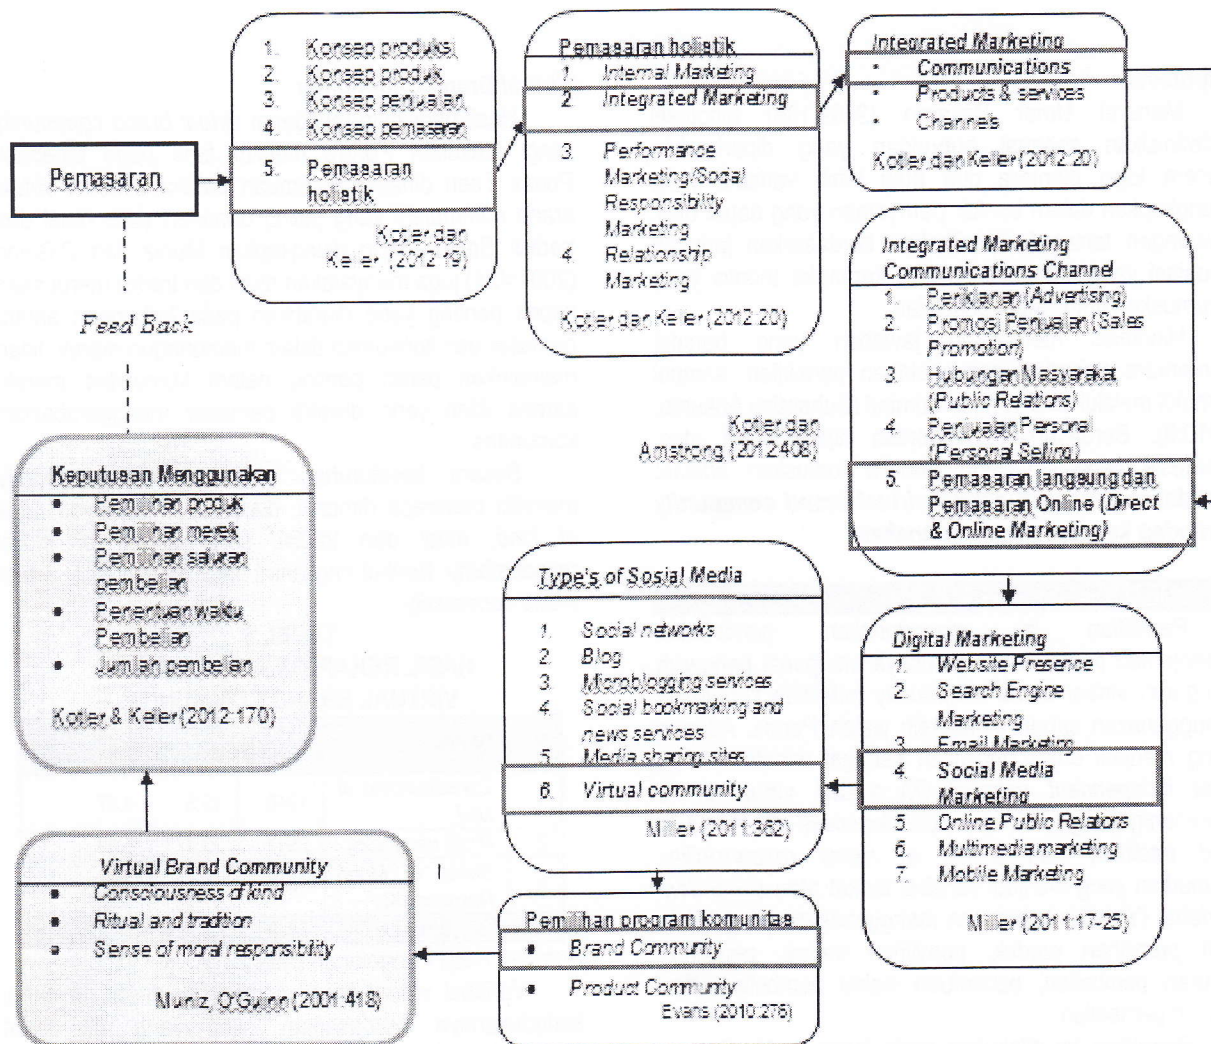 Pemasaran
Feed Back
1. Konsep produksi
2. Konsep produk
3. Konsep penjualan
4. Konsep pemasaran
5. Pemasaran
holistik
Kotler dan
Keller (2012:19)
Pemasaran holistik
1. Internal Marketing
2. Integrated Marketing
3. Performance
Marketing/Social
Responsibility
Marketing
4. Relationship
Marketing
Kotler dan Keller (2012:20)
Integrated Marketing
• Communications
• Products & services
• Channels
Kotler dan Keller (2012:20)
Integrated Marketing
Communications Channel
1. Periklanan (Advertising)
2. Promosi Penjualan (Sales
Promotion)
3. Hubungan Masyarakat
(Public Relations)
4. Penjualan Personal
(Personal Selling)
5. Pemasaran langsung dan
Pemasaran Online (Direct
& Online Marketing)
Kotler dan
Amstrong (2012:408)
Digital Marketing
1. Website Presence
2. Search Engine
Marketing
3. Email Marketing
4. Social Media
Marketing
5. Online Public Relations
6. Multimedia marketing
7. Mobile Marketing
Miller (2011:17-25)
Type's of Sosial Media
1. Social networks
2. Blog
3. Microblogging services
4. Social bookmarking and
news services
5. Media sharing sites
6. Virtual community
Miller (2011:362)
Pemilihan program komunitas
• Brand Community
• Product Community
Evans (2010:276)
Virtual Brand Community
• Consciousness of kind
• Ritual and tradition
• Sense of moral responsibility
Muniz, O'Guinn (2001:418)
Keputusan Menggunakan
• Pemilihan produk
• Pemilihan merek
• Pemilihan saluran
pembelian
• Penentuan waktu
Pembelian
• Jumlah pembelian
Kotler & Keller (2012:170)